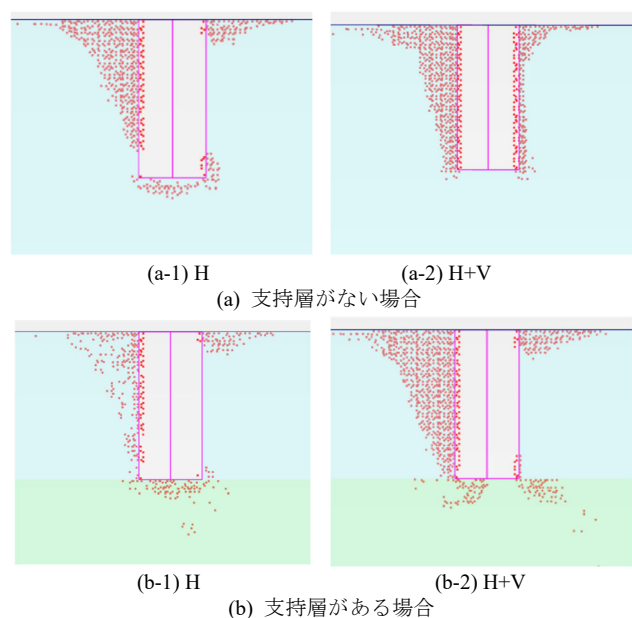 (a-1) H
(a-2) H+V
(a) 支持層がない場合
(b-1) H
(b-2) H+V
(b) 支持層がある場合